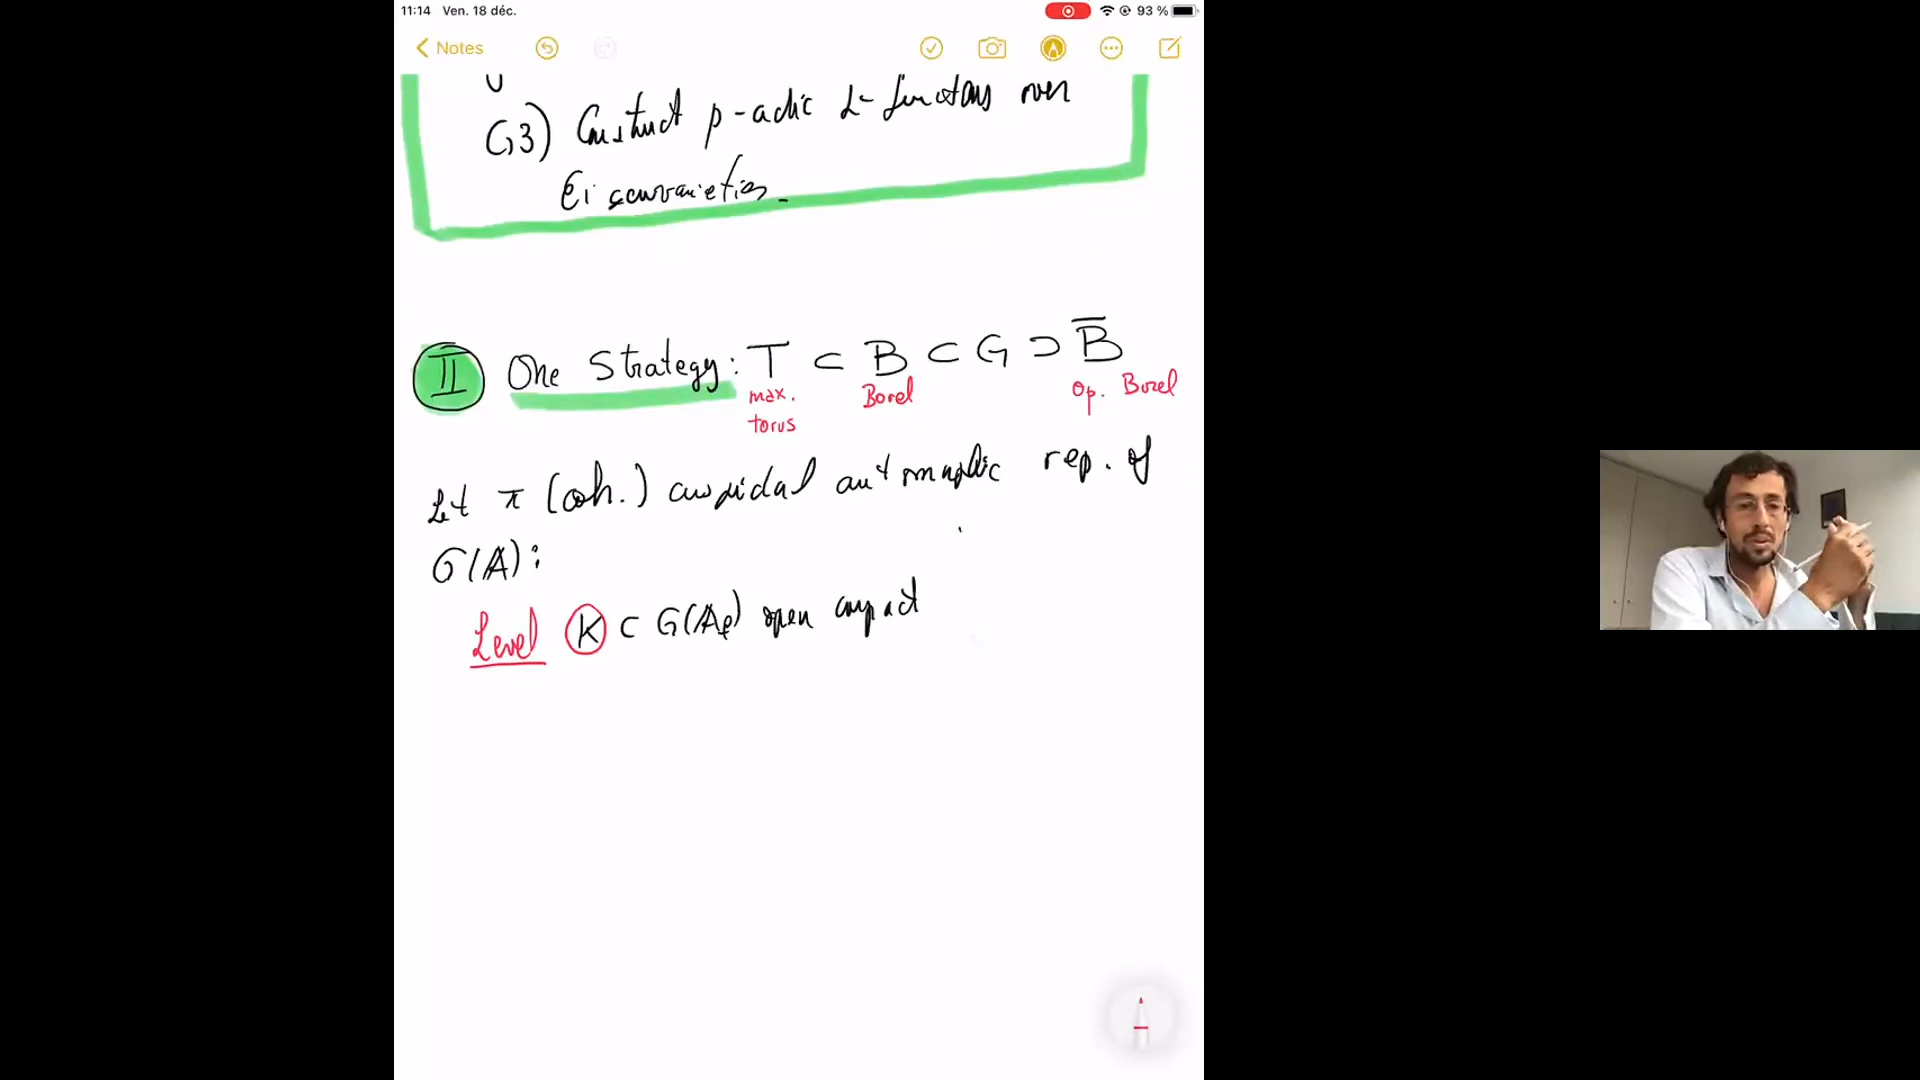 11:14 Ven. 18 déc. 93 %
Notes
G3) Construct p-adic L-functions over
Eigenvarieties.
II One Strategy: T ⊂ B ⊂ G ⊃ B̅
max. Borel Op. Borel
torus
Let π (coh.) cuspidal automorphic rep. of
G(𝔸):
Level K ⊂ G(𝔸_f) open compact